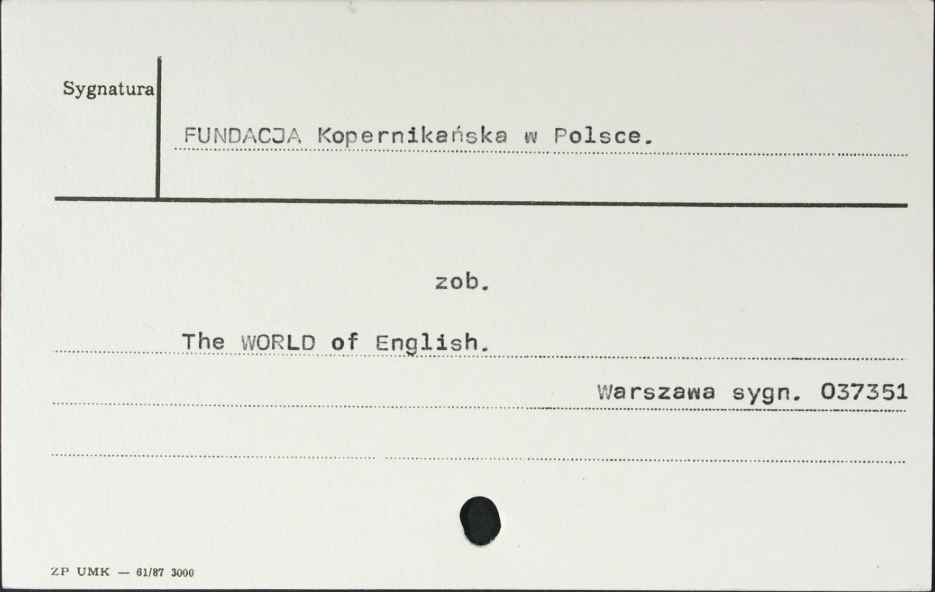 Sygnatura
FUNDACJA Kopernikańska w Polsce.
zob.
The WORLD of English.
Warszawa sygn. 037351
ZP UMK — 61/87 3000